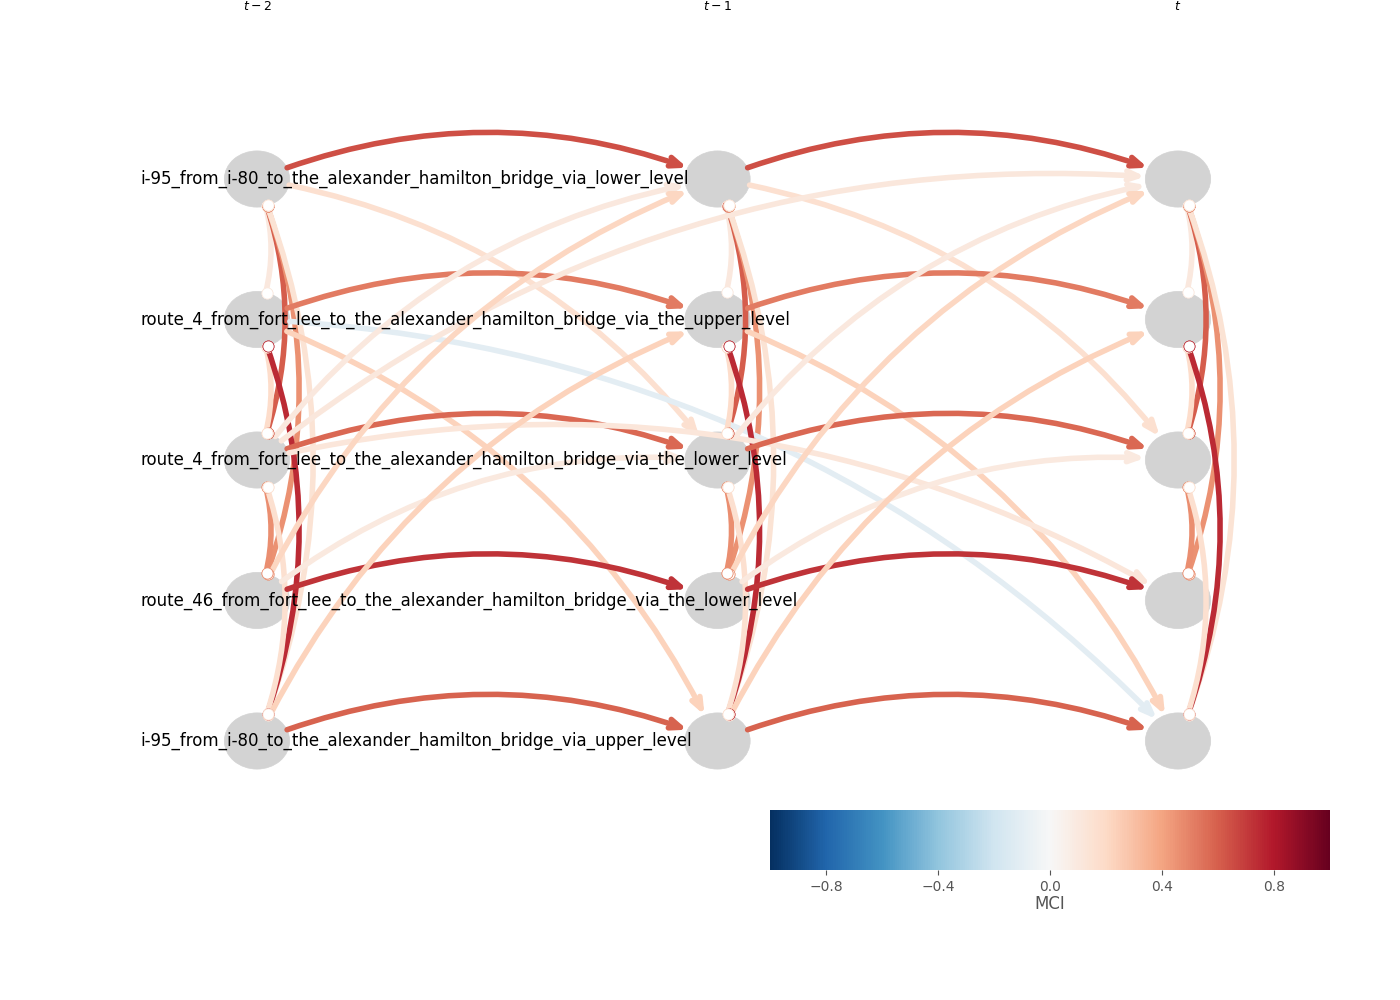 t − 2 t − 1 t
i-95_from_i-80_to_the_alexander_hamilton_bridge_via_lower_level
route_4_from_fort_lee_to_the_alexander_hamilton_bridge_via_the_upper_level
route_4_from_fort_lee_to_the_alexander_hamilton_bridge_via_the_lower_level
route_46_from_fort_lee_to_the_alexander_hamilton_bridge_via_the_lower_level
i-95_from_i-80_to_the_alexander_hamilton_bridge_via_upper_level
−0.8 −0.4 0.0 0.4 0.8
MCI